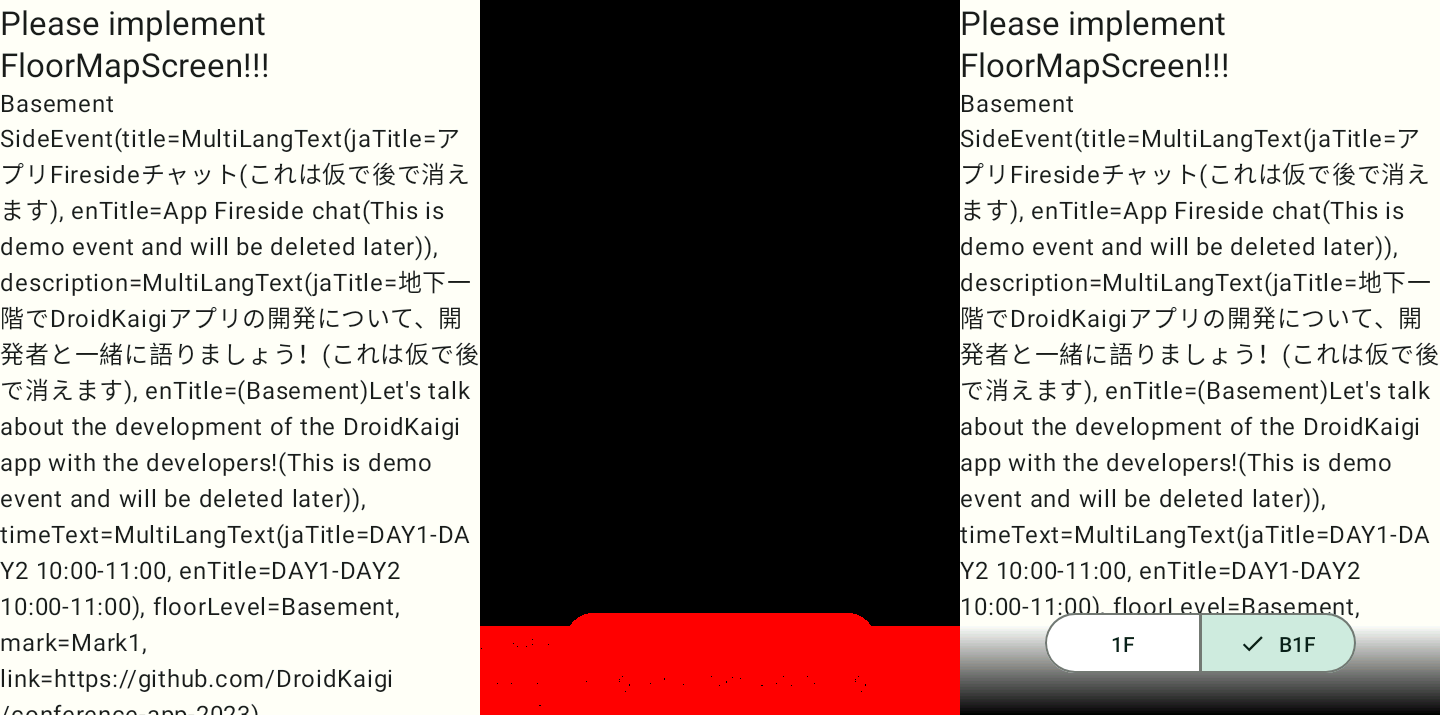 Please implement
FloorMapScreen!!!
Basement
SideEvent(title=MultiLangText(jaTitle=ア
プリFiresideチャット(これは仮で後で消え
ます), enTitle=App Fireside chat(This is
demo event and will be deleted later)),
description=MultiLangText(jaTitle=地下一
階でDroidKaigiアプリの開発について、開
発者と一緒に語りましょう！(これは仮で後
で消えます), enTitle=(Basement)Let's talk
about the development of the DroidKaigi
app with the developers!(This is demo
event and will be deleted later)),
timeText=MultiLangText(jaTitle=DAY1-DA
Y2 10:00-11:00, enTitle=DAY1-DAY2
10:00-11:00), floorLevel=Basement,
mark=Mark1,
link=https://github.com/DroidKaigi
/conference-app-2023)
Please implement
FloorMapScreen!!!
Basement
SideEvent(title=MultiLangText(jaTitle=ア
プリFiresideチャット(これは仮で後で消え
ます), enTitle=App Fireside chat(This is
demo event and will be deleted later)),
description=MultiLangText(jaTitle=地下一
階でDroidKaigiアプリの開発について、開
発者と一緒に語りましょう！(これは仮で後
で消えます), enTitle=(Basement)Let's talk
about the development of the DroidKaigi
app with the developers!(This is demo
event and will be deleted later)),
timeText=MultiLangText(jaTitle=DAY1-DA
Y2 10:00-11:00, enTitle=DAY1-DAY2
10:00-11:00), floorLevel=Basement,
1F
B1F